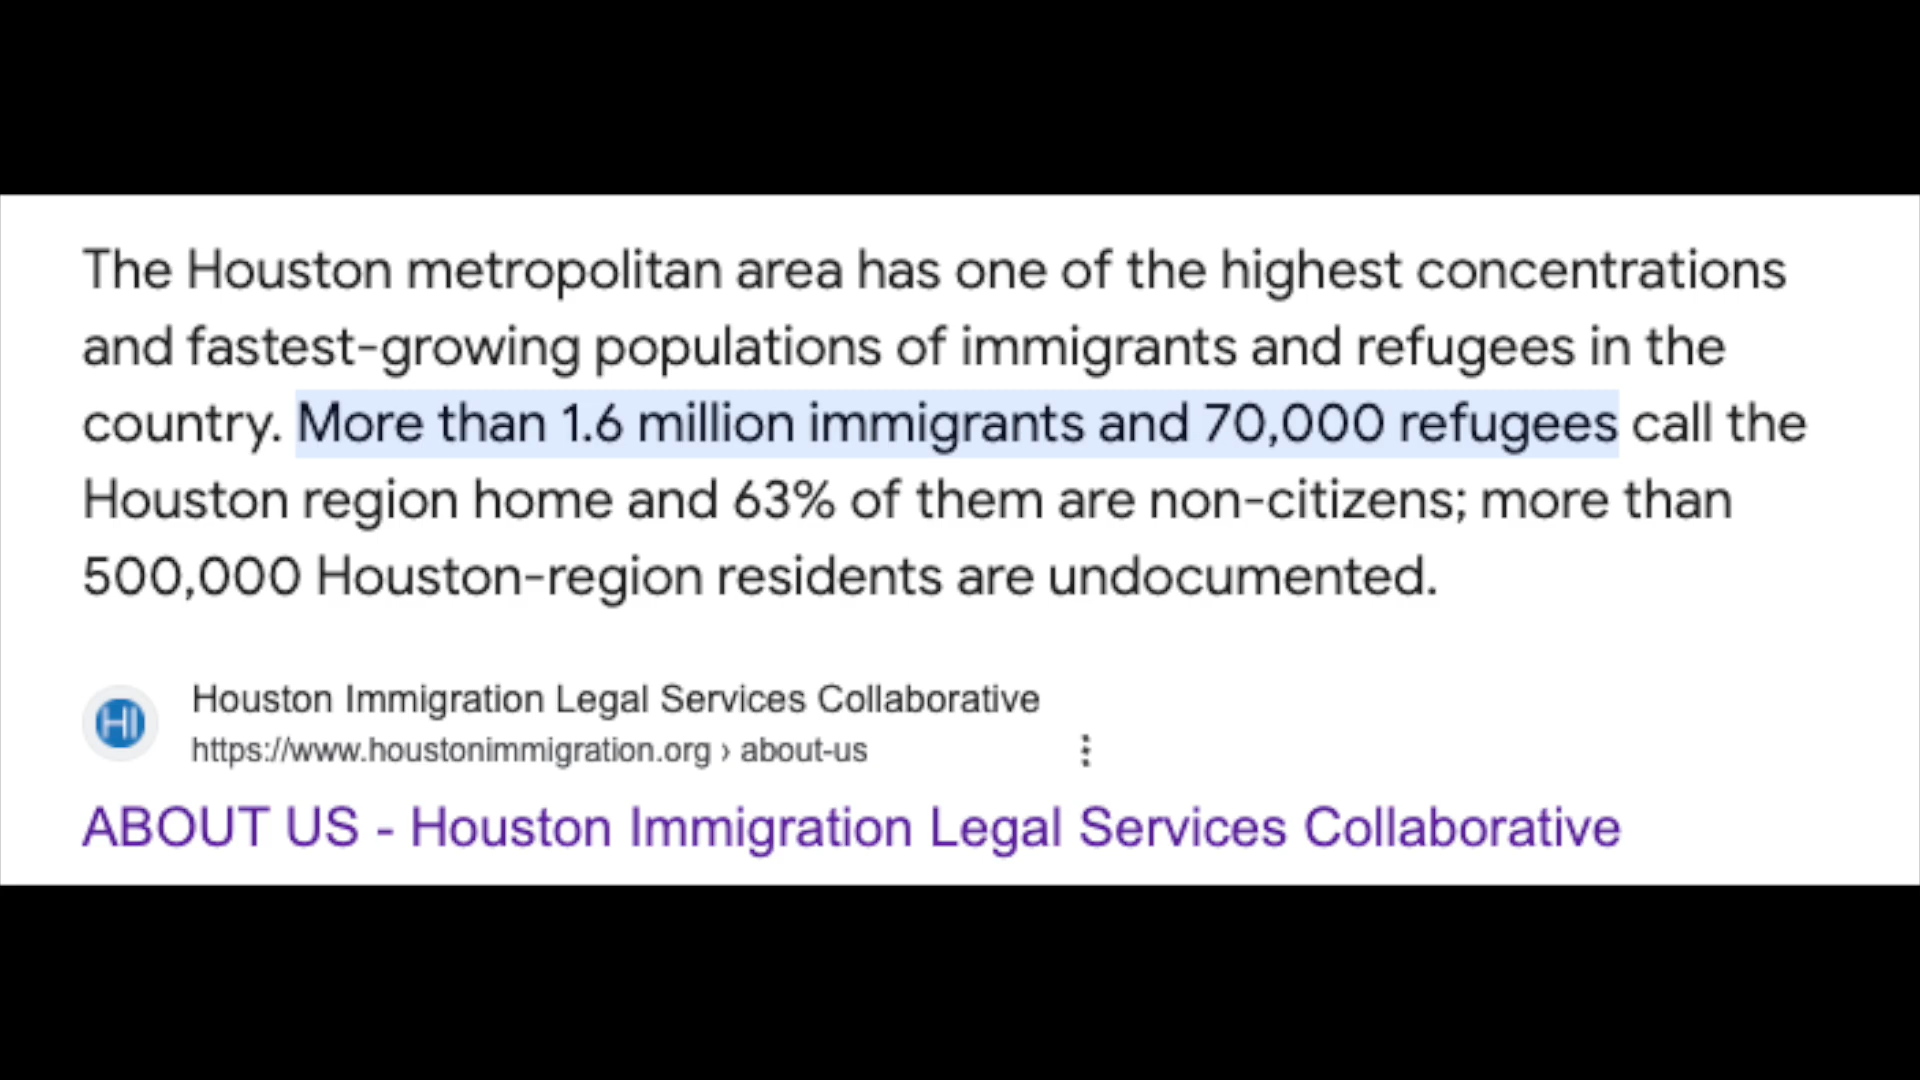 The Houston metropolitan area has one of the highest concentrations
and fastest-growing populations of immigrants and refugees in the
country. More than 1.6 million immigrants and 70,000 refugees call the
Houston region home and 63% of them are non-citizens; more than
500,000 Houston-region residents are undocumented.
HI
Houston Immigration Legal Services Collaborative
https://www.houstonimmigration.org › about-us
ABOUT US - Houston Immigration Legal Services Collaborative